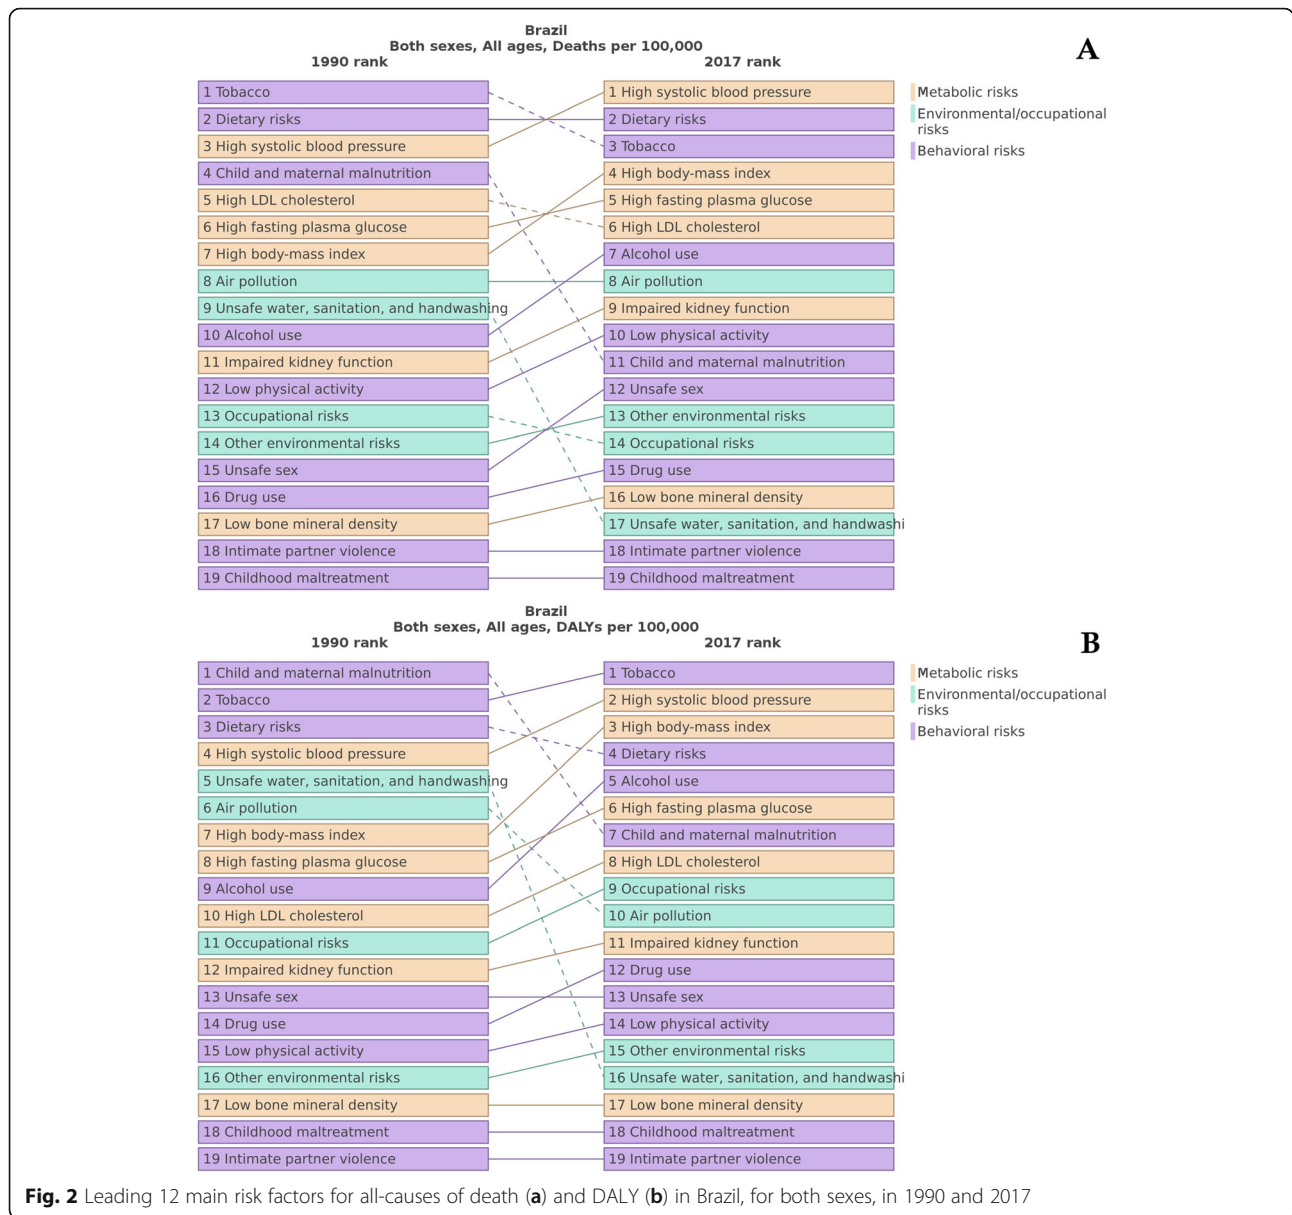 Brazil
Both sexes, All ages, Deaths per 100,000
1990 rank
2017 rank
A
1 Tobacco
2 Dietary risks
3 High systolic blood pressure
4 Child and maternal malnutrition
5 High LDL cholesterol
6 High fasting plasma glucose
7 High body-mass index
8 Air pollution
9 Unsafe water, sanitation, and handwashing
10 Alcohol use
11 Impaired kidney function
12 Low physical activity
13 Occupational risks
14 Other environmental risks
15 Unsafe sex
16 Drug use
17 Low bone mineral density
18 Intimate partner violence
19 Childhood maltreatment
1 High systolic blood pressure
2 Dietary risks
3 Tobacco
4 High body-mass index
5 High fasting plasma glucose
6 High LDL cholesterol
7 Alcohol use
8 Air pollution
9 Impaired kidney function
10 Low physical activity
11 Child and maternal malnutrition
12 Unsafe sex
13 Other environmental risks
14 Occupational risks
15 Drug use
16 Low bone mineral density
17 Unsafe water, sanitation, and handwashi
18 Intimate partner violence
19 Childhood maltreatment
Metabolic risks
Environmental/occupational
risks
Behavioral risks
Brazil
Both sexes, All ages, DALYs per 100,000
1990 rank
2017 rank
B
1 Child and maternal malnutrition
2 Tobacco
3 Dietary risks
4 High systolic blood pressure
5 Unsafe water, sanitation, and handwashing
6 Air pollution
7 High body-mass index
8 High fasting plasma glucose
9 Alcohol use
10 High LDL cholesterol
11 Occupational risks
12 Impaired kidney function
13 Unsafe sex
14 Drug use
15 Low physical activity
16 Other environmental risks
17 Low bone mineral density
18 Childhood maltreatment
19 Intimate partner violence
1 Tobacco
2 High systolic blood pressure
3 High body-mass index
4 Dietary risks
5 Alcohol use
6 High fasting plasma glucose
7 Child and maternal malnutrition
8 High LDL cholesterol
9 Occupational risks
10 Air pollution
11 Impaired kidney function
12 Drug use
13 Unsafe sex
14 Low physical activity
15 Other environmental risks
16 Unsafe water, sanitation, and handwashi
17 Low bone mineral density
18 Childhood maltreatment
19 Intimate partner violence
Metabolic risks
Environmental/occupational
risks
Behavioral risks
Fig. 2 Leading 12 main risk factors for all-causes of death (a) and DALY (b) in Brazil, for both sexes, in 1990 and 2017